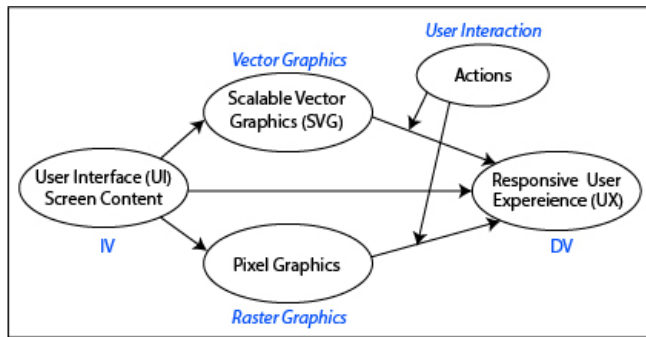 User Interaction
Vector Graphics
Actions
Scalable Vector
Graphics (SVG)
User Interface (UI)
Screen Content
Responsive User
Expereience (UX)
IV
DV
Pixel Graphics
Raster Graphics